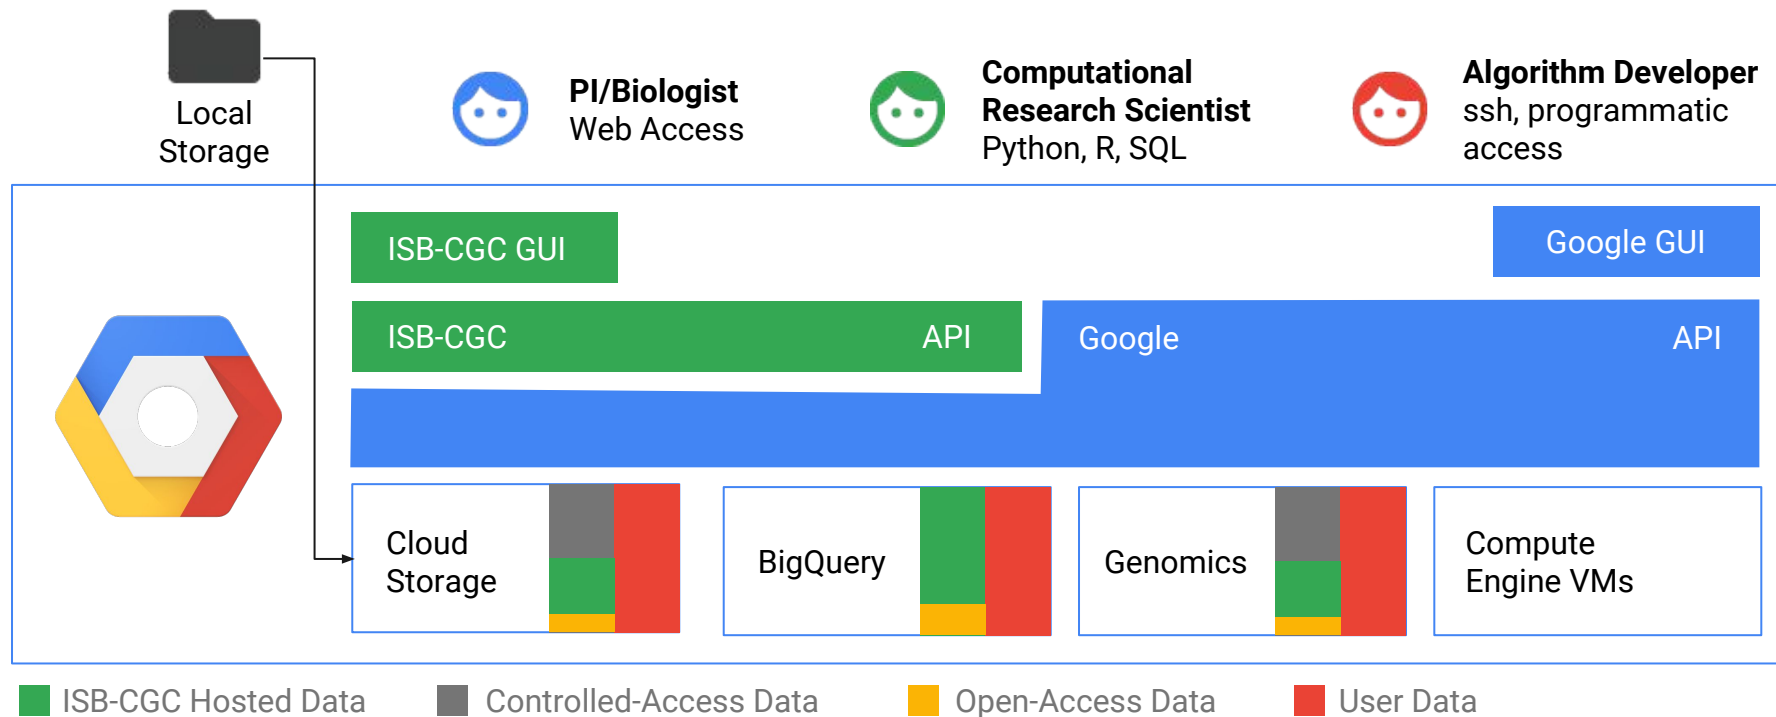 Local
Storage
PI/Biologist
Web Access
Computational
Research Scientist
Python, R, SQL
Algorithm Developer
ssh, programmatic
access
ISB-CGC GUI
Google GUI
ISB-CGC API
Google API
Cloud
Storage
BigQuery
Genomics
Compute
Engine VMs
ISB-CGC Hosted Data
Controlled-Access Data
Open-Access Data
User Data